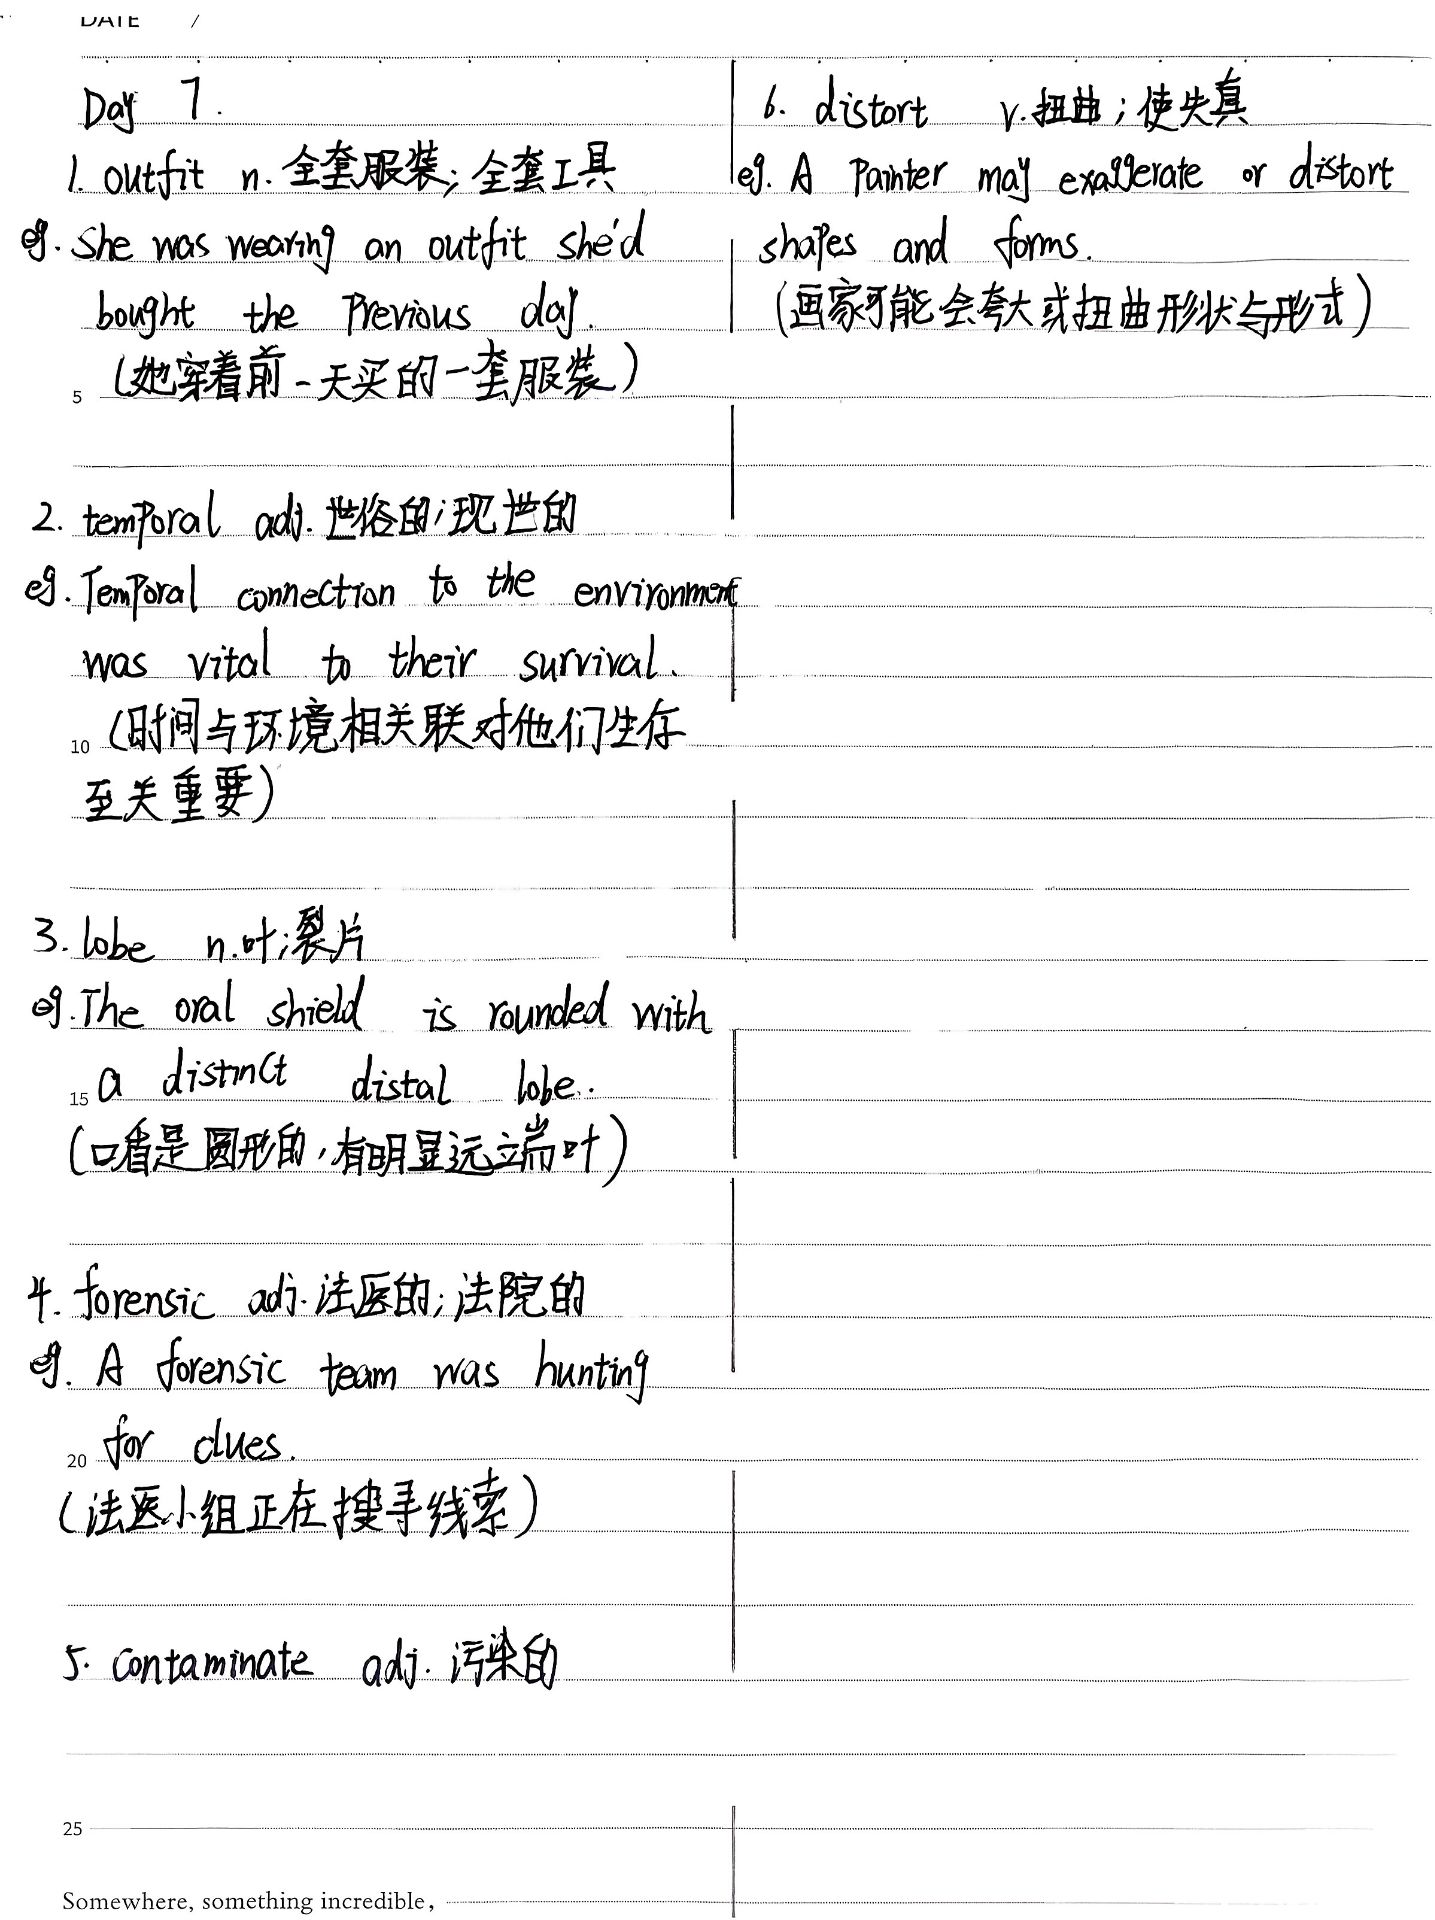 DATE /
Day 7.
1. outfit n. 全套服装; 全套工具
eg. She was wearing an outfit she'd
bought the previous day.
(她穿着前一天买的一套服装)
5
2. temporal adj. 世俗的;现世的
eg. Temporal connection to the environment
was vital to their survival.
10 (时间与环境相关联对他们生存
至关重要)
3. lobe n.叶;裂片
eg. The oral shield is rounded with
15 a distinct distal lobe.
(口盾是圆形的,有明显远端叶)
4. forensic adj. 法医的; 法院的
eg. A forensic team was hunting
20 for clues.
(法医小组正在搜寻线索)
5. contaminate adj. 污染的
25
Somewhere, something incredible,
6. distort v.扭曲;使失真
eg. A Painter may exaggerate or distort
shapes and forms.
(画家可能会夸大或扭曲形状与形式)